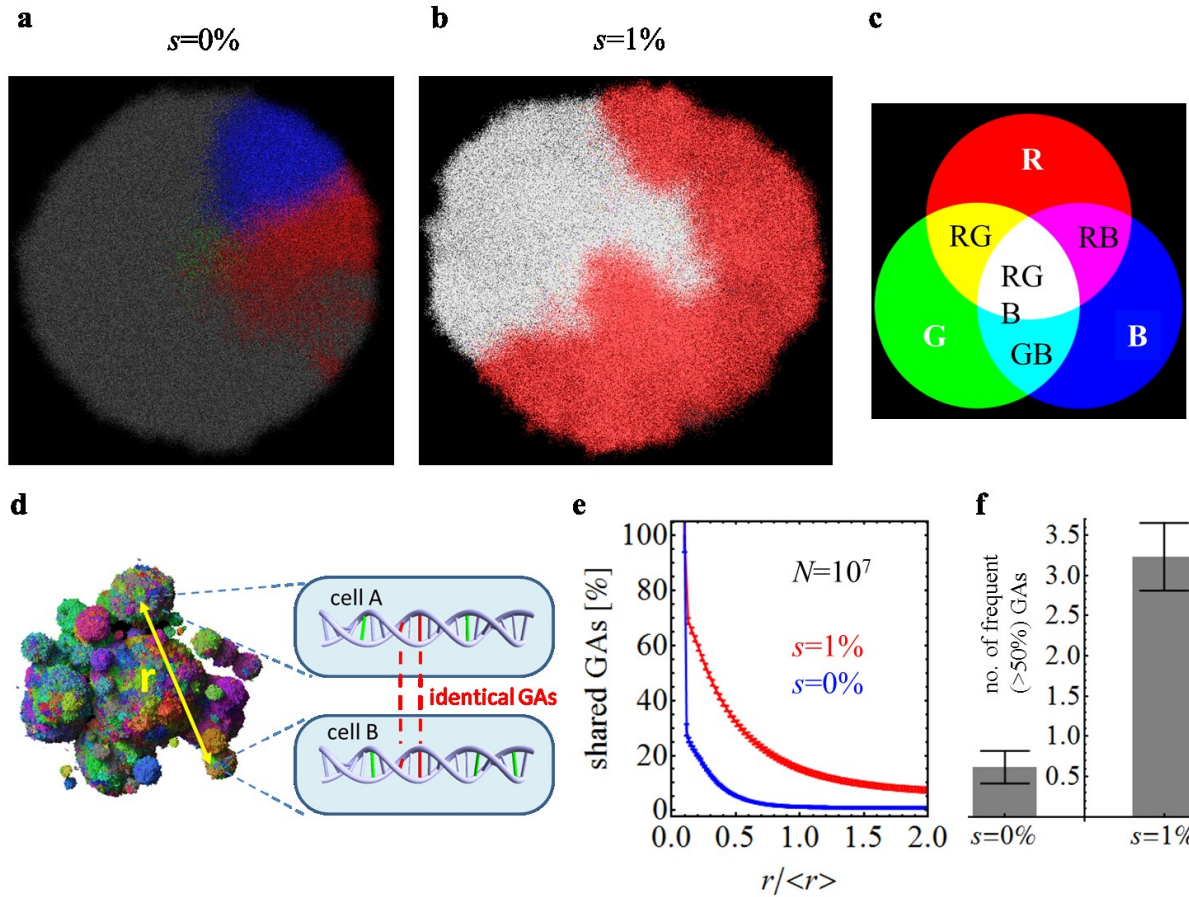 a
s=0%
b
s=1%
c
R
RG
RB
RG
B
G
GB
B
d
r
cell A
identical GAs
cell B
e
shared GAs [%]
100
80
60
40
20
0
N=10⁷
s=1%
s=0%
0.0 0.5 1.0 1.5 2.0
r/<r>
f
no. of frequent
(>50%) GAs
3.5
3.0
2.5
2.0
1.5
1.0
0.5
s=0% s=1%